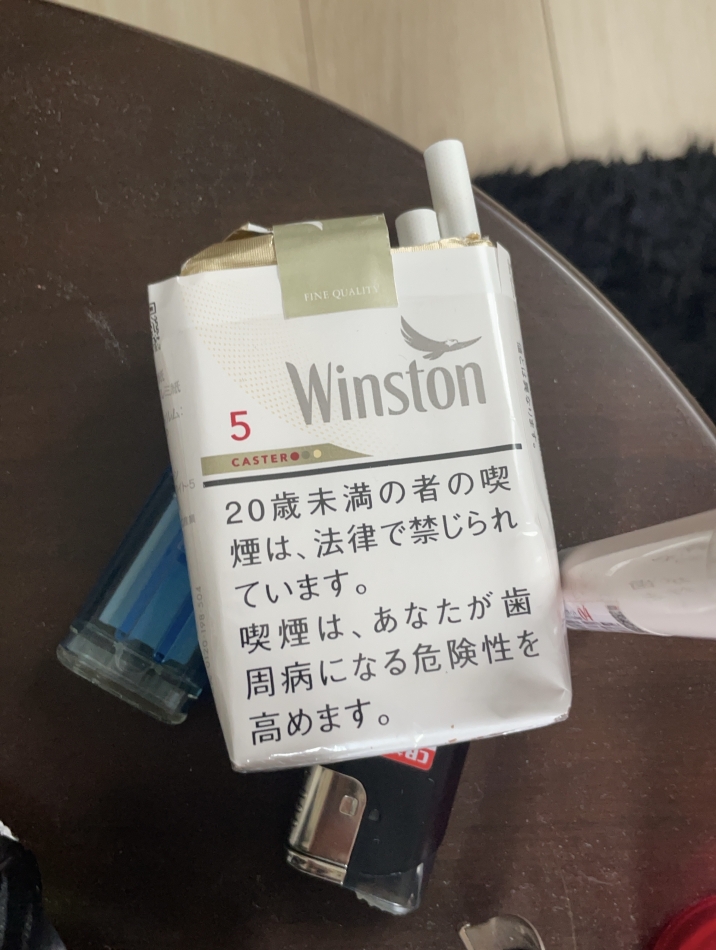 FINE QUALITY
Winston
5
CASTER
20歳未満の者の喫
煙は、法律で禁じられ
ています。
喫煙は、あなたが歯
周病になる危険性を
高めます。